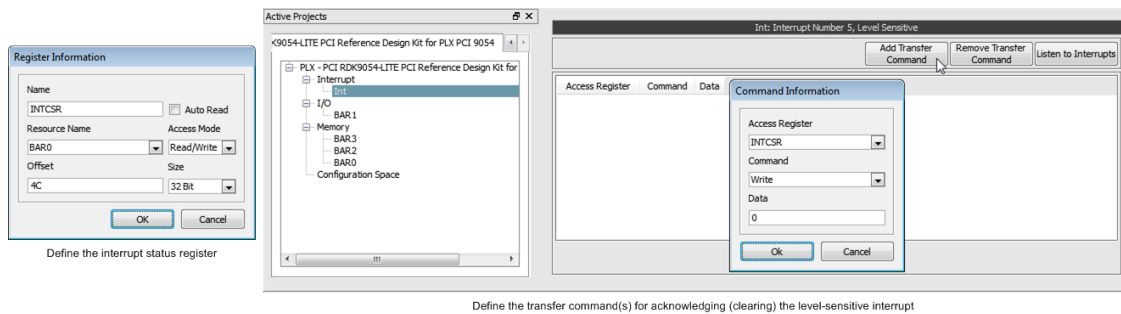 Register Information
Name
INTCSR
Auto Read
Resource Name
Access Mode
BAR0
Read/Write
Offset
Size
4C
32 Bit
OK
Cancel
Define the interrupt status register
Active Projects
K9054-LITE PCI Reference Design Kit for PLX PCI 9054
PLX - PCI RDK9054-LITE PCI Reference Design Kit for
Interrupt
Int
I/O
BAR1
Memory
BAR3
BAR2
BAR0
Configuration Space
Int: Interrupt Number 5, Level Sensitive
Add Transfer
Command
Remove Transfer
Command
Listen to Interrupts
Access Register
Command
Data
Command Information
Access Register
INTCSR
Command
Write
Data
0
Ok
Cancel
Define the transfer command(s) for acknowledging (clearing) the level-sensitive interrupt